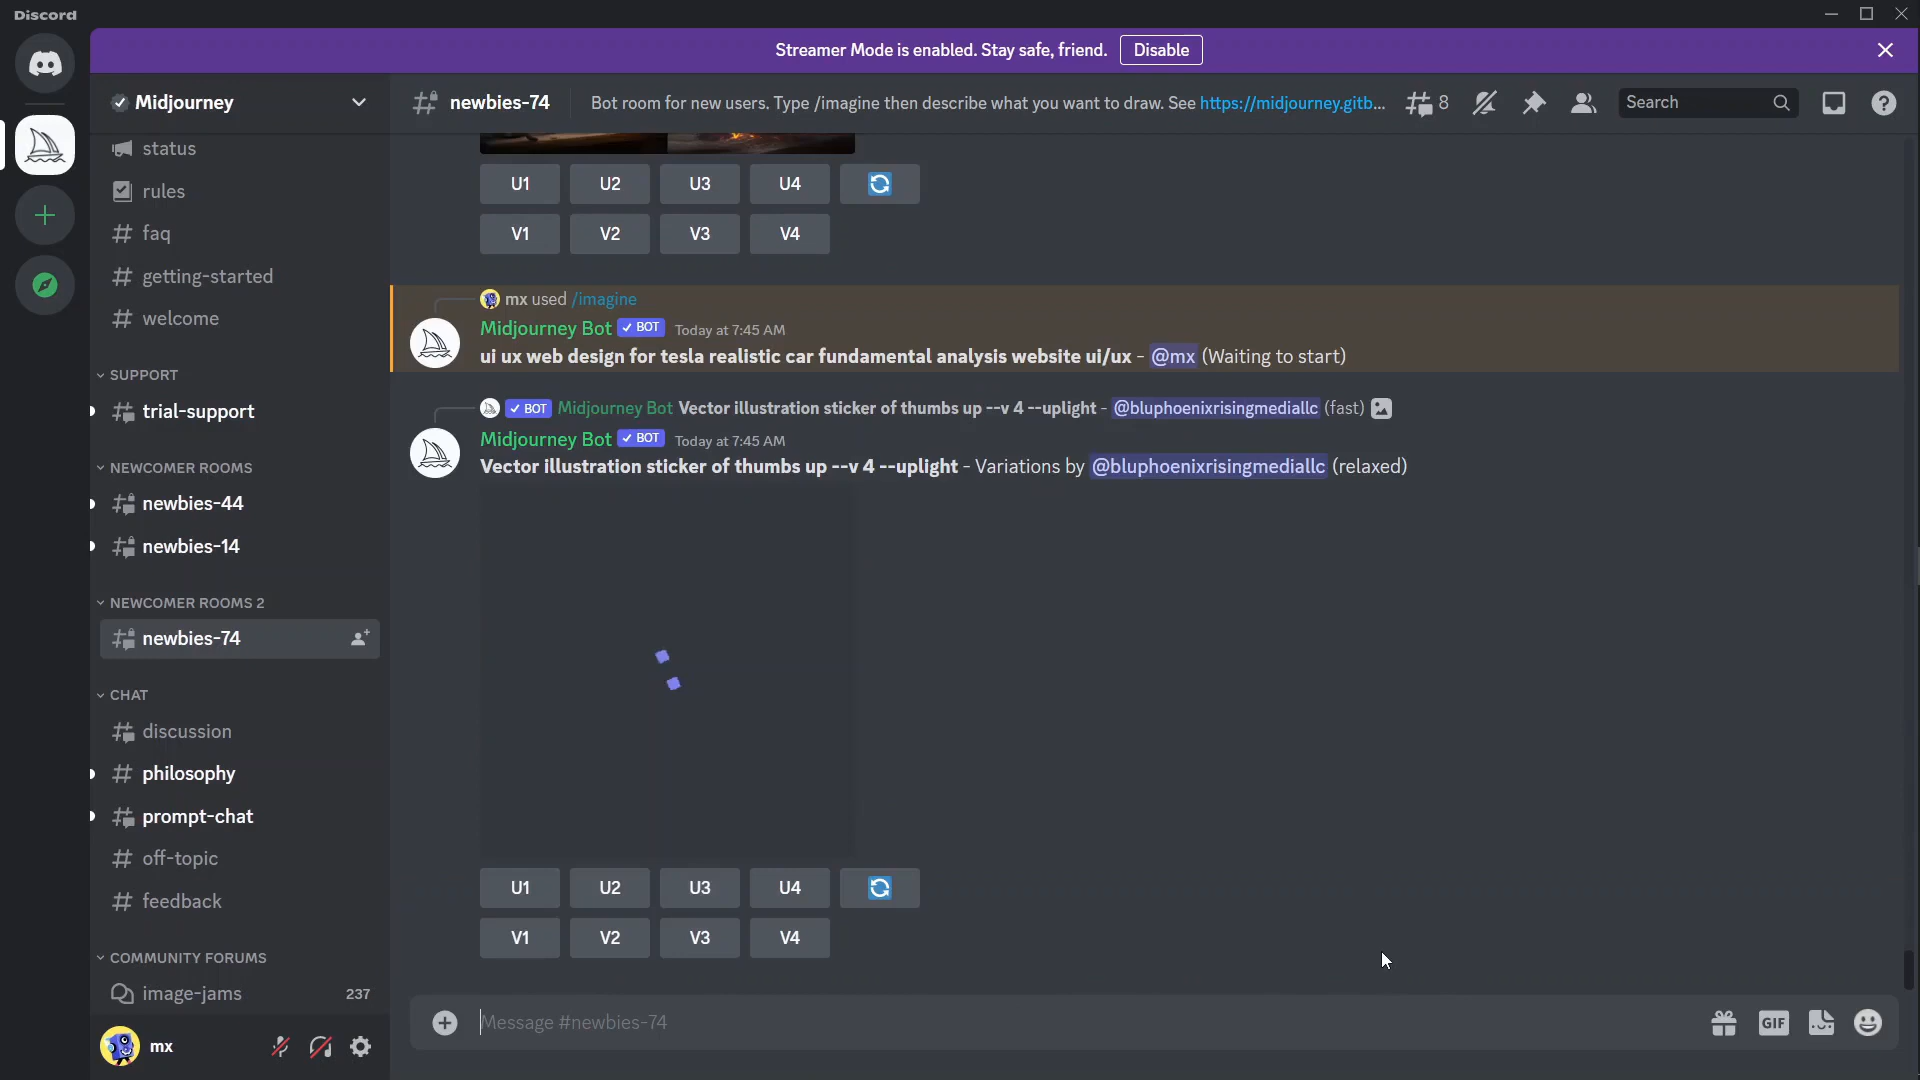 Discord
Streamer Mode is enabled. Stay safe, friend. Disable
Midjourney
newbies-74
Bot room for new users. Type /imagine then describe what you want to draw. See https://midjourney.gitb...
8
Search
status
rules
faq
getting-started
welcome
SUPPORT
trial-support
NEWCOMER ROOMS
newbies-44
newbies-14
NEWCOMER ROOMS 2
newbies-74
CHAT
discussion
philosophy
prompt-chat
off-topic
feedback
COMMUNITY FORUMS
image-jams 237
mx
U1 U2 U3 U4
V1 V2 V3 V4
mx used /imagine
Midjourney Bot BOT Today at 7:45 AM
ui ux web design for tesla realistic car fundamental analysis website ui/ux - @mx (Waiting to start)
BOT Midjourney Bot Vector illustration sticker of thumbs up --v 4 --uplight - @bluphoenixrisingmediallc (fast)
Midjourney Bot BOT Today at 7:45 AM
Vector illustration sticker of thumbs up --v 4 --uplight - Variations by @bluphoenixrisingmediallc (relaxed)
U1 U2 U3 U4
V1 V2 V3 V4
Message #newbies-74
GIF